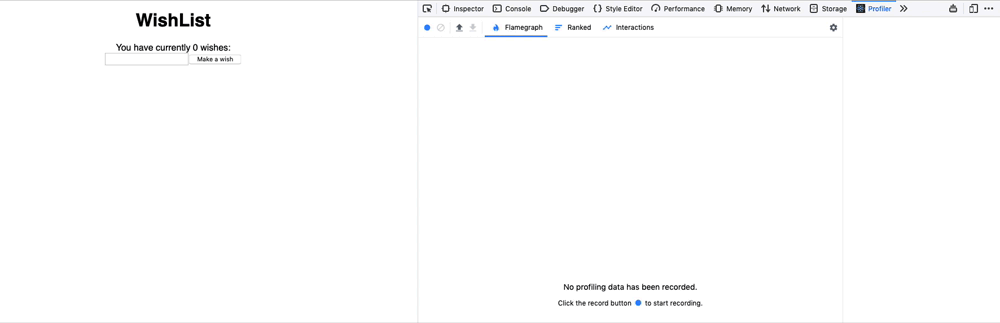 WishList
You have currently 0 wishes:
Make a wish
Inspector Console Debugger Style Editor Performance Memory Network Storage Profiler
Flamegraph Ranked Interactions
No profiling data has been recorded.
Click the record button to start recording.